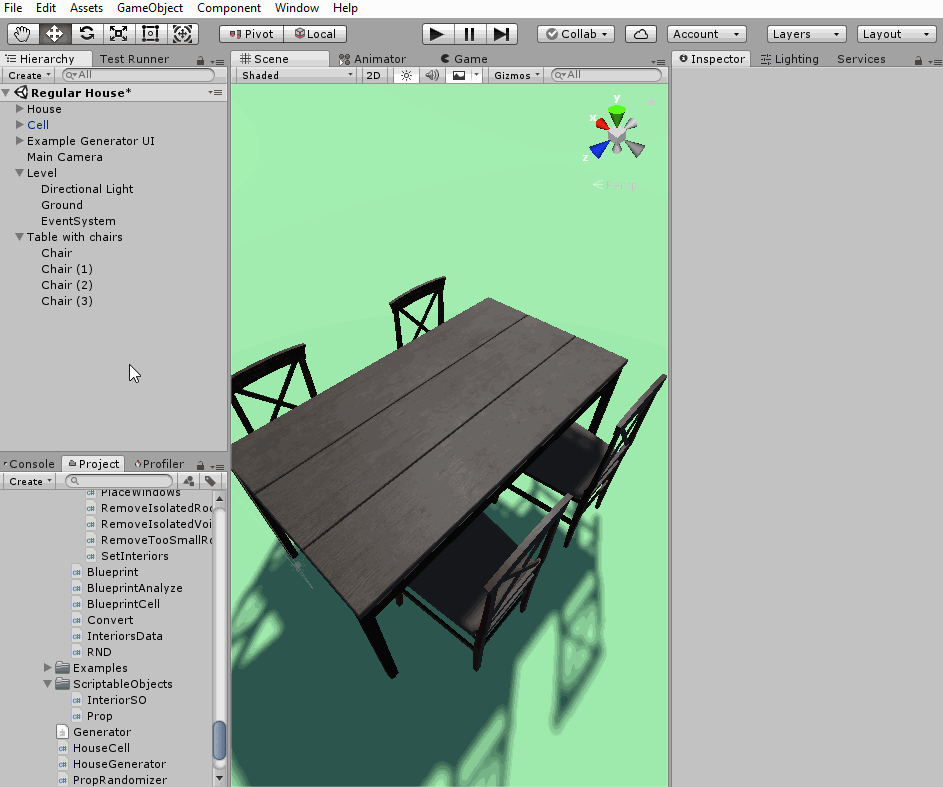 File Edit Assets GameObject Component Window Help
Pivot Local Collab Account Layers Layout
Hierarchy Test Runner Scene Animator Game Inspector Lighting Services
Create All Shaded 2D Gizmos All
Regular House*
House
Cell
Example Generator UI
Main Camera
Level
Directional Light
Ground
EventSystem
Table with chairs
Chair
Chair (1)
Chair (2)
Chair (3)
y
x
z
Persp
Console Project Profiler
Create
PlaceWindows
RemoveIsolatedRoo
RemoveIsolatedVoi
RemoveTooSmallRo
SetInteriors
Blueprint
BlueprintAnalyze
BlueprintCell
Convert
InteriorsData
RND
Examples
ScriptableObjects
InteriorSO
Prop
Generator
HouseCell
HouseGenerator
PropRandomizer